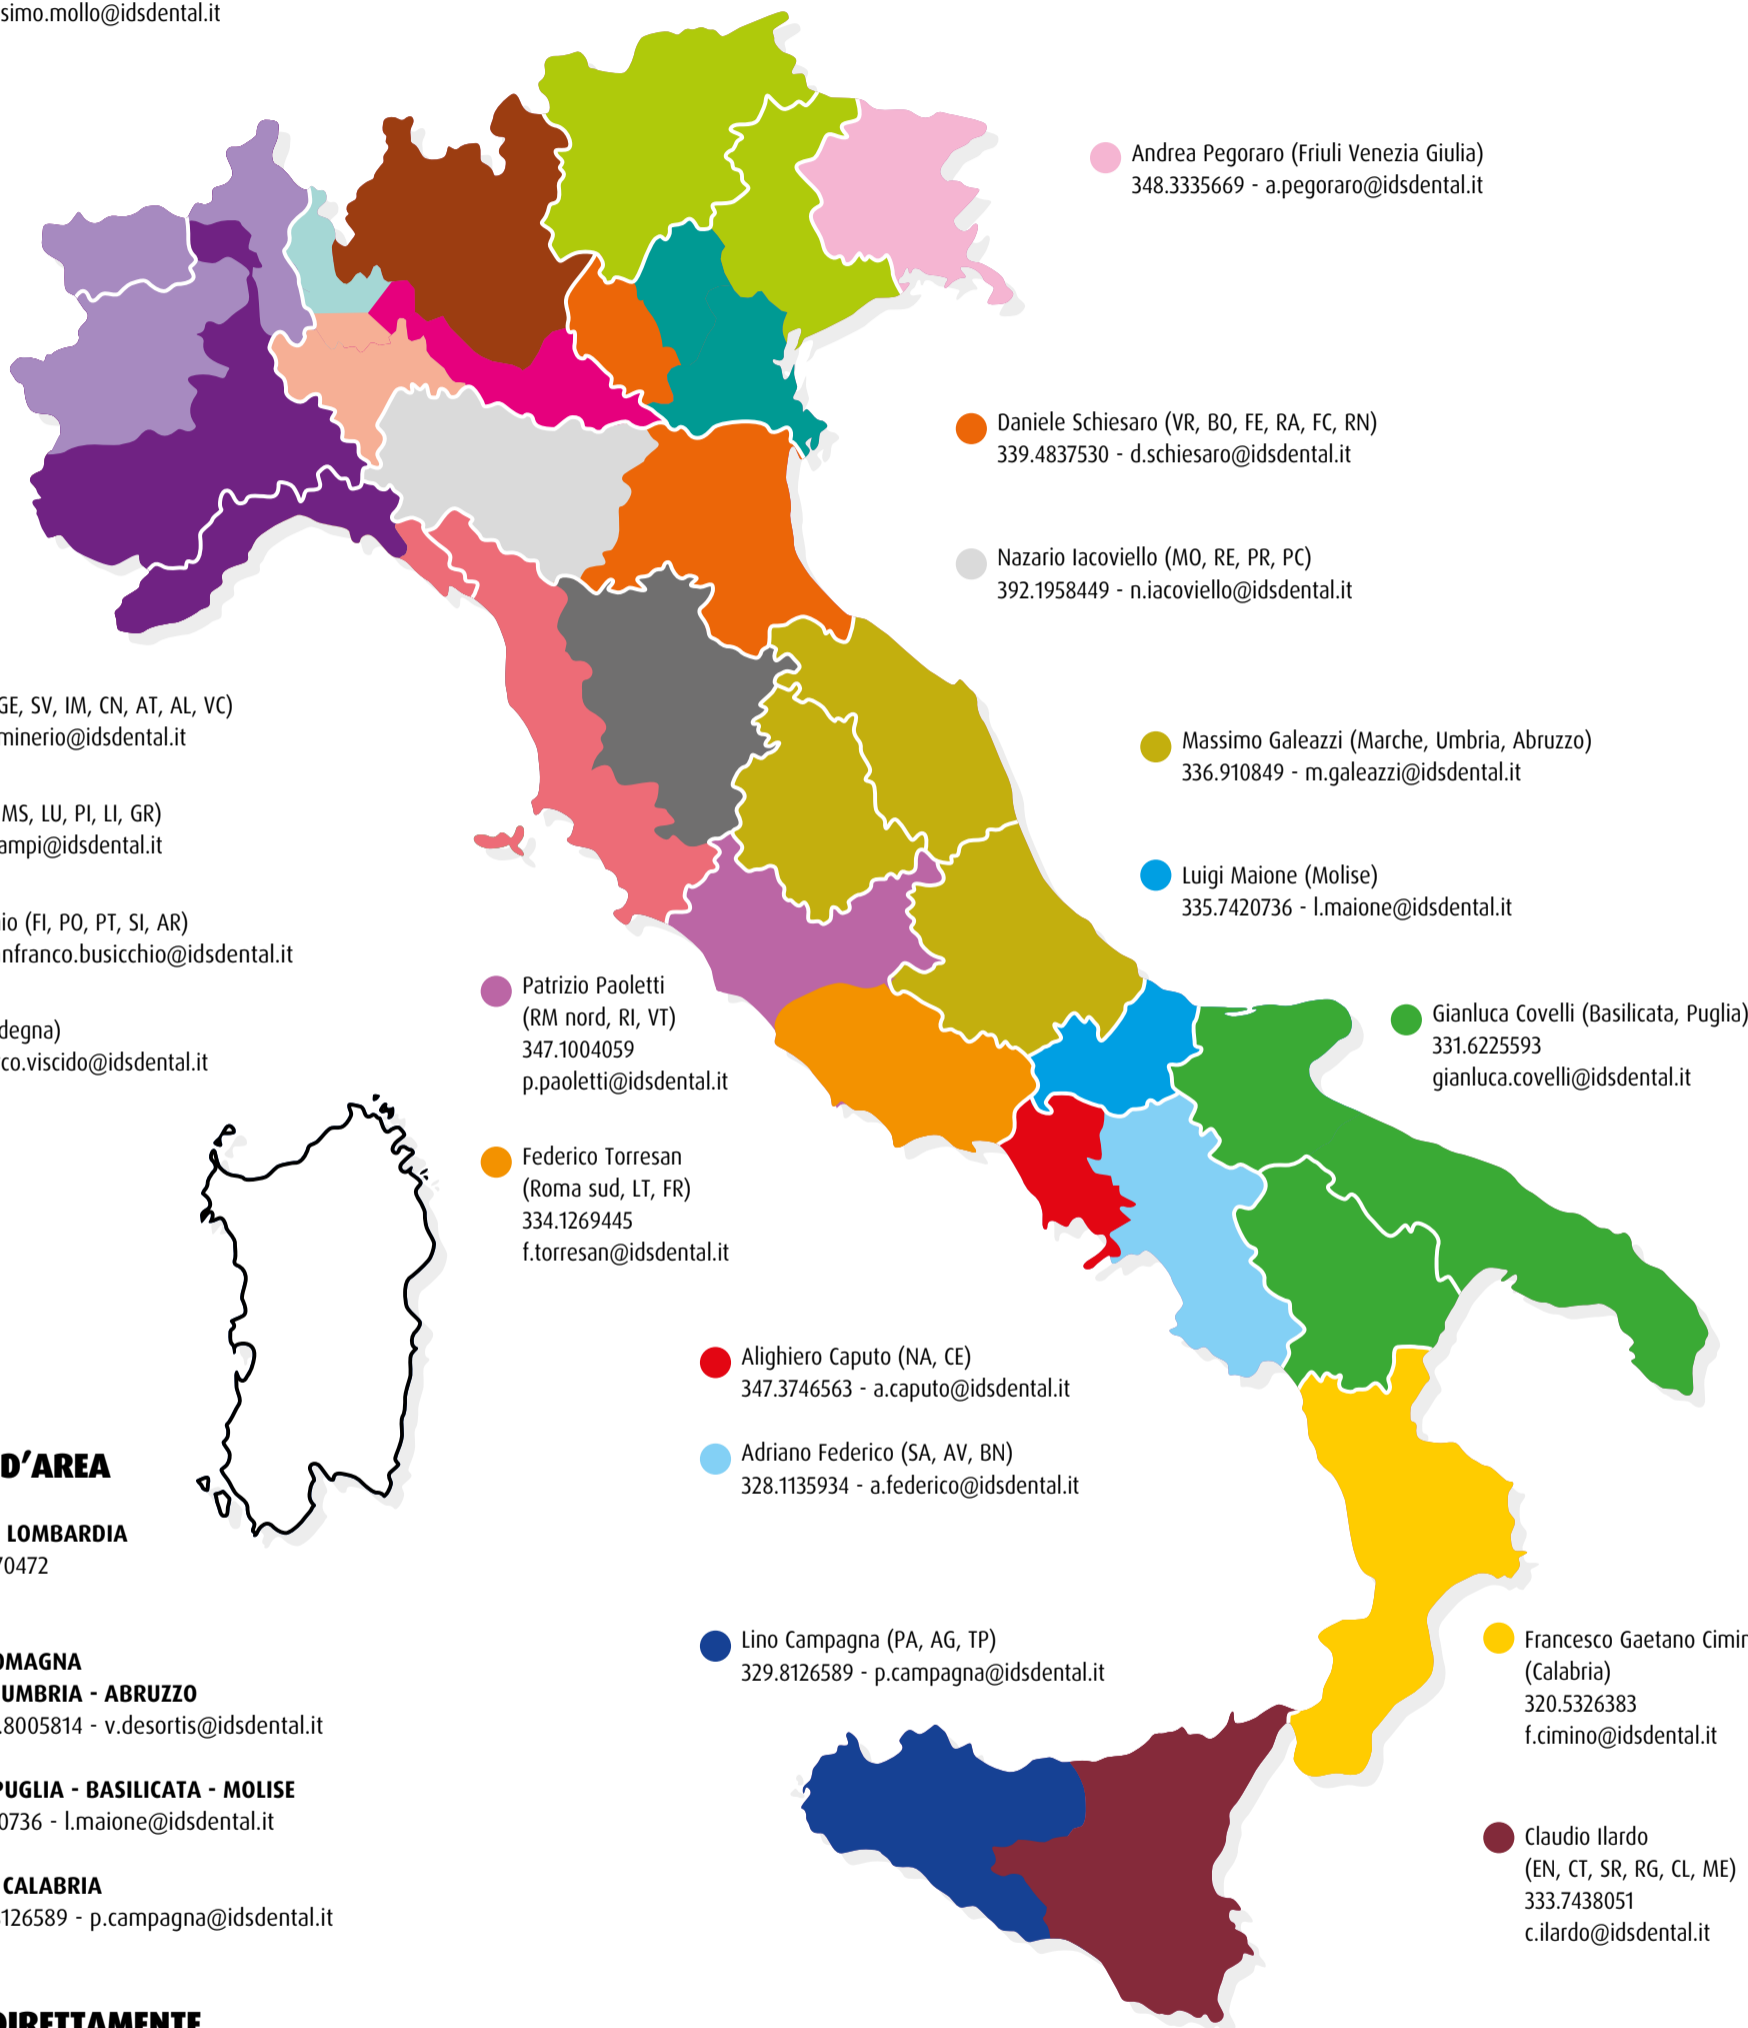 simo.mollo@idsdental.it
Andrea Pegoraro (Friuli Venezia Giulia)
348.3335669 - a.pegoraro@idsdental.it
Daniele Schiesaro (VR, BO, FE, RA, FC, RN)
339.4837530 - d.schiesaro@idsdental.it
Nazario Iacoviello (MO, RE, PR, PC)
392.1958449 - n.iacoviello@idsdental.it
GE, SV, IM, CN, AT, AL, VC)
minerio@idsdental.it
MS, LU, PI, LI, GR)
ampi@idsdental.it
io (FI, PO, PT, SI, AR)
nfranco.busicchio@idsdental.it
degna)
co.viscido@idsdental.it
Massimo Galeazzi (Marche, Umbria, Abruzzo)
336.910849 - m.galeazzi@idsdental.it
Luigi Maione (Molise)
335.7420736 - l.maione@idsdental.it
Patrizio Paoletti
(RM nord, RI, VT)
347.1004059
p.paoletti@idsdental.it
Gianluca Covelli (Basilicata, Puglia)
331.6225593
gianluca.covelli@idsdental.it
Federico Torresan
(Roma sud, LT, FR)
334.1269445
f.torresan@idsdental.it
Alighiero Caputo (NA, CE)
347.3746563 - a.caputo@idsdental.it
Adriano Federico (SA, AV, BN)
328.1135934 - a.federico@idsdental.it
D'AREA
LOMBARDIA
70472
OMAGNA
UMBRIA - ABRUZZO
.8005814 - v.desortis@idsdental.it
PUGLIA - BASILICATA - MOLISE
0736 - l.maione@idsdental.it
CALABRIA
126589 - p.campagna@idsdental.it
Lino Campagna (PA, AG, TP)
329.8126589 - p.campagna@idsdental.it
Francesco Gaetano Cimin
(Calabria)
320.5326383
f.cimino@idsdental.it
Claudio Ilardo
(EN, CT, SR, RG, CL, ME)
333.7438051
c.ilardo@idsdental.it
DIRETTAMENTE